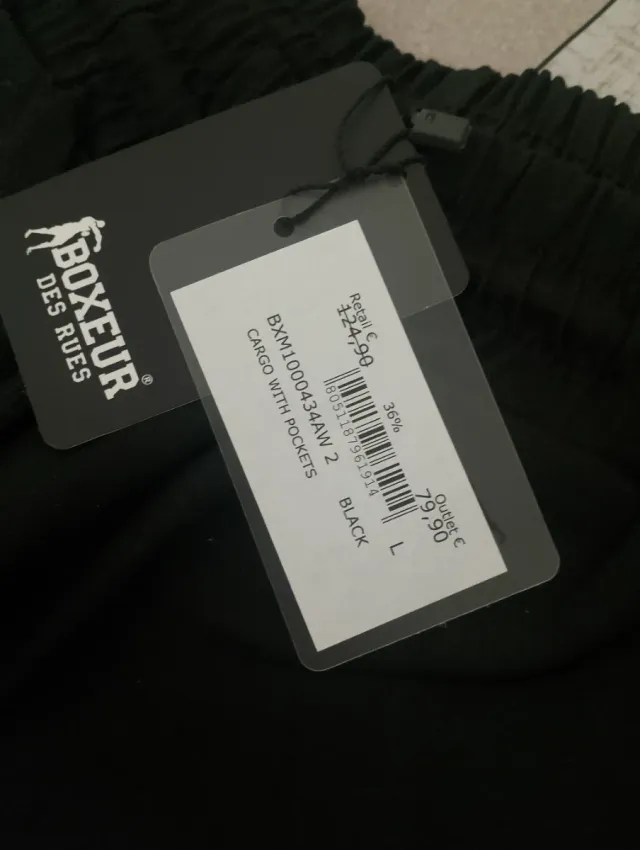 BOXEUR
DES RUES®
Retail €
124,90
36%
Outlet €
79,90
8051187961914
BXM1000434AW 2
L
CARGO WITH POCKETS
BLACK